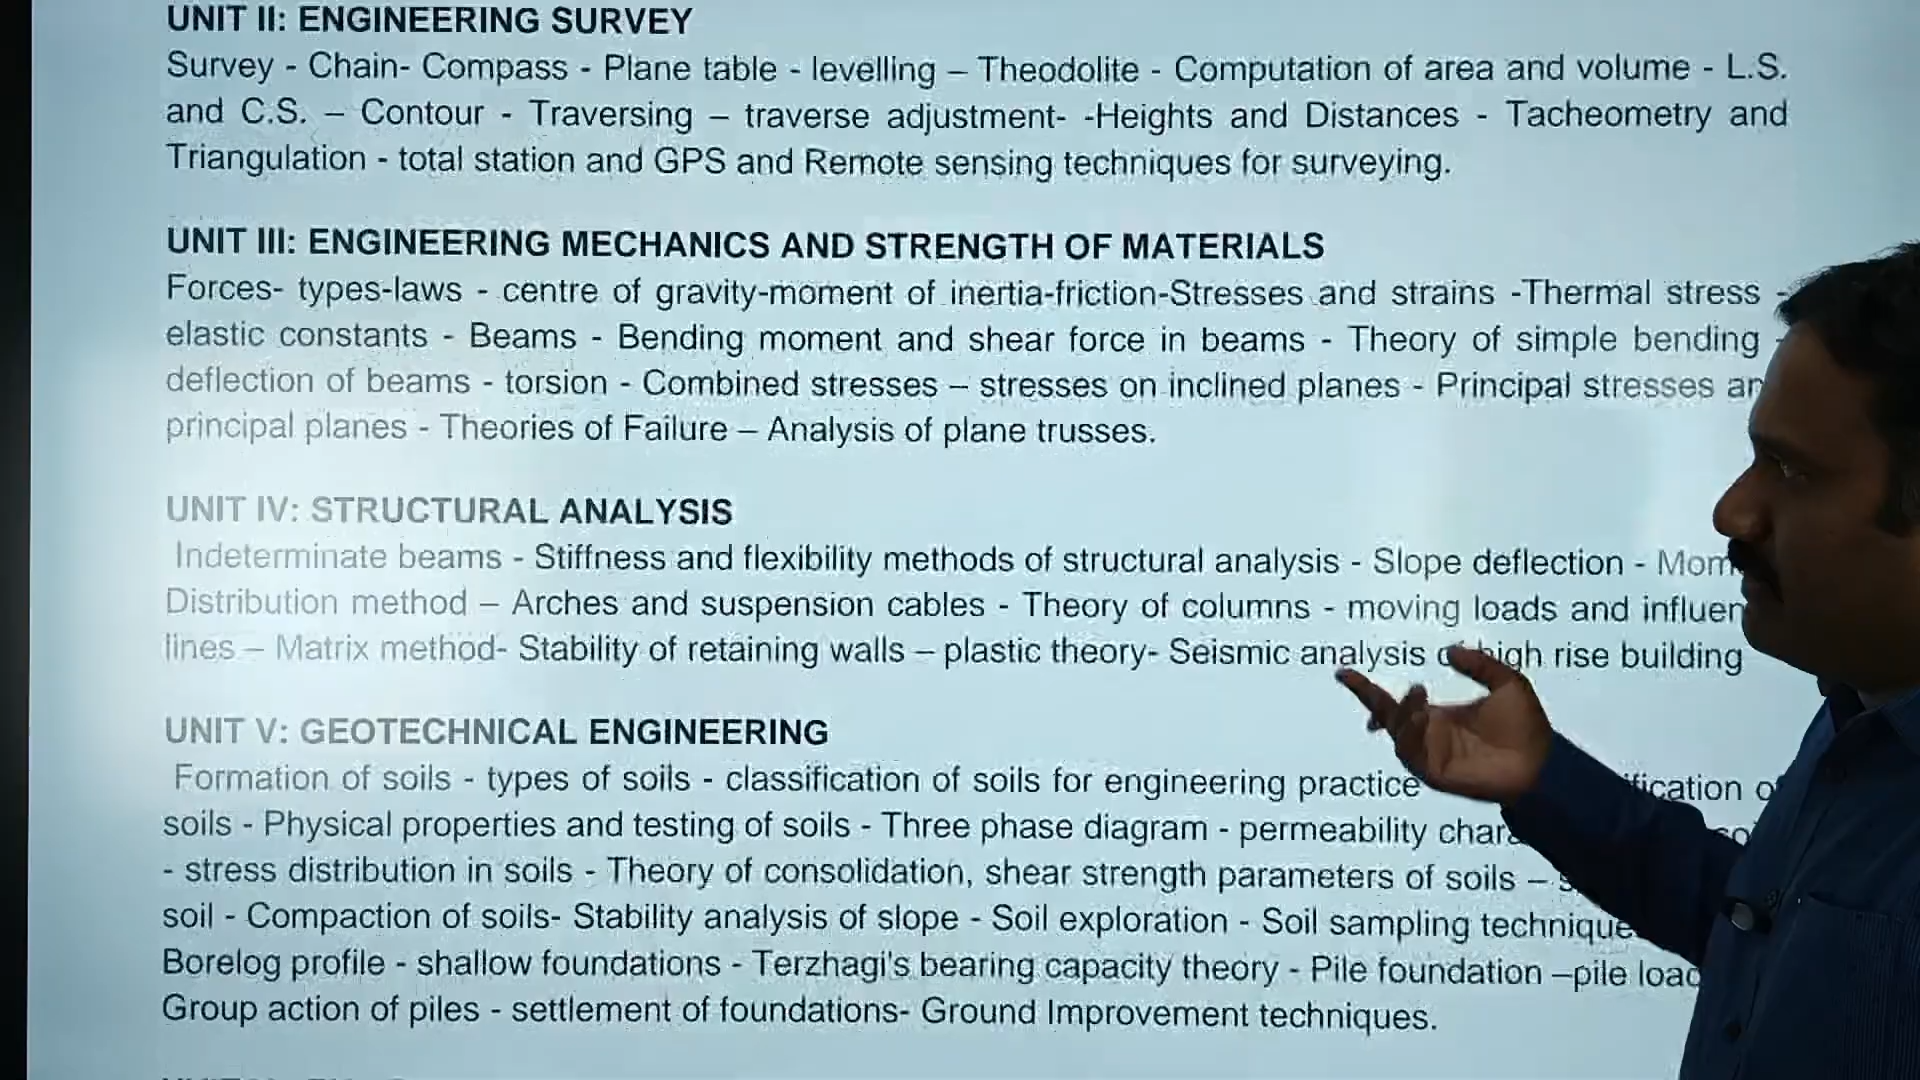 UNIT II: ENGINEERING SURVEY
Survey - Chain- Compass - Plane table - levelling – Theodolite - Computation of area and volume - L.S.
and C.S. – Contour - Traversing – traverse adjustment- -Heights and Distances - Tacheometry and
Triangulation - total station and GPS and Remote sensing techniques for surveying.
UNIT III: ENGINEERING MECHANICS AND STRENGTH OF MATERIALS
Forces- types-laws - centre of gravity-moment of inertia-friction-Stresses and strains -Thermal stress -
elastic constants - Beams - Bending moment and shear force in beams - Theory of simple bending -
deflection of beams - torsion - Combined stresses – stresses on inclined planes - Principal stresses
principal planes - Theories of Failure – Analysis of plane trusses.
UNIT IV: STRUCTURAL ANALYSIS
Indeterminate beams - Stiffness and flexibility methods of structural analysis - Slope deflection -
Distribution method – Arches and suspension cables - Theory of columns - moving loads and
lines – Matrix method- Stability of retaining walls – plastic theory- Seismic analysis high rise building
UNIT V: GEOTECHNICAL ENGINEERING
Formation of soils - types of soils - classification of soils for engineering practice
soils - Physical properties and testing of soils - Three phase diagram - permeability
- stress distribution in soils - Theory of consolidation, shear strength parameters of soils –
soil - Compaction of soils- Stability analysis of slope - Soil exploration - Soil sampling
Borelog profile - shallow foundations - Terzhagi's bearing capacity theory - Pile foundation –pile
Group action of piles - settlement of foundations- Ground Improvement techniques.